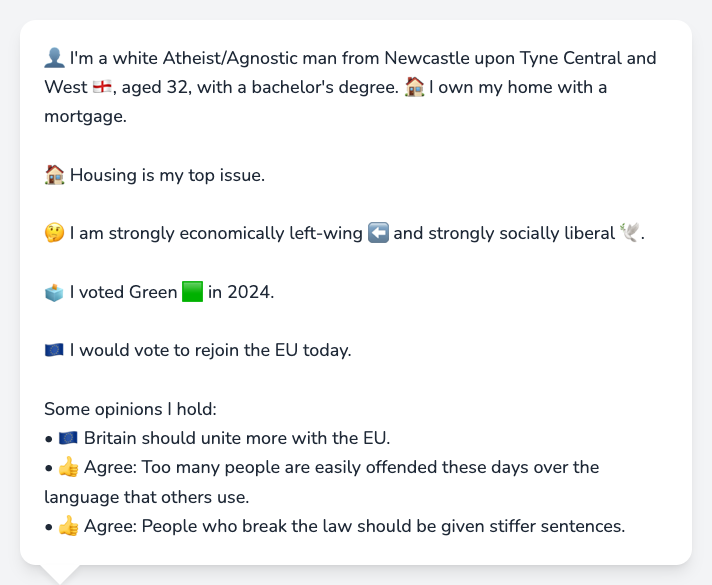 👤 I'm a white Atheist/Agnostic man from Newcastle upon Tyne Central and
West 🏴󠁧󠁢󠁥󠁮󠁧󠁿, aged 32, with a bachelor's degree. 🏠 I own my home with a
mortgage.
🏠 Housing is my top issue.
🤔 I am strongly economically left-wing ⬅️ and strongly socially liberal 🕊️.
🗳️ I voted Green 🟩 in 2024.
🇪🇺 I would vote to rejoin the EU today.
Some opinions I hold:
• 🇪🇺 Britain should unite more with the EU.
• 👍 Agree: Too many people are easily offended these days over the
language that others use.
• 👍 Agree: People who break the law should be given stiffer sentences.